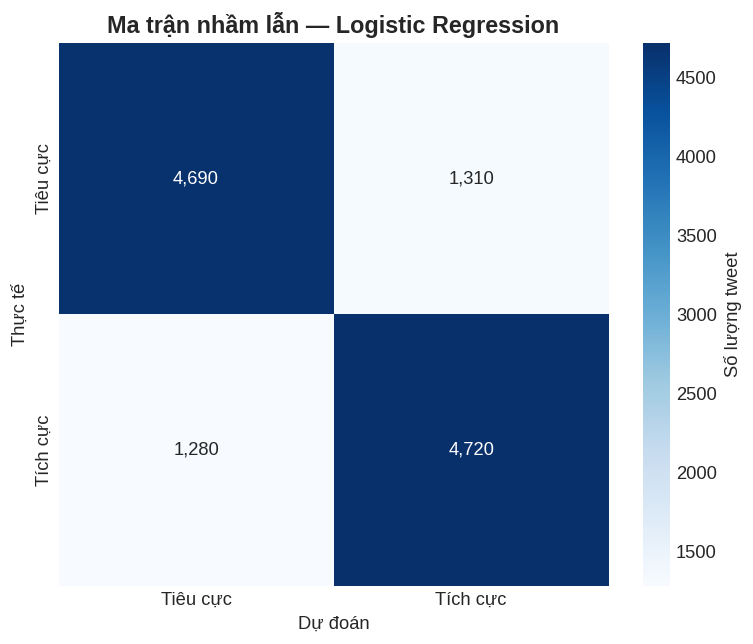 Ma trận nhầm lẫn — Logistic Regression
Tiêu cực
4,690
1,310
Thực tế
Tích cực
1,280
4,720
Tiêu cực
Tích cực
Dự đoán
4500
4000
3500
3000
2500
2000
1500
Số lượng tweet